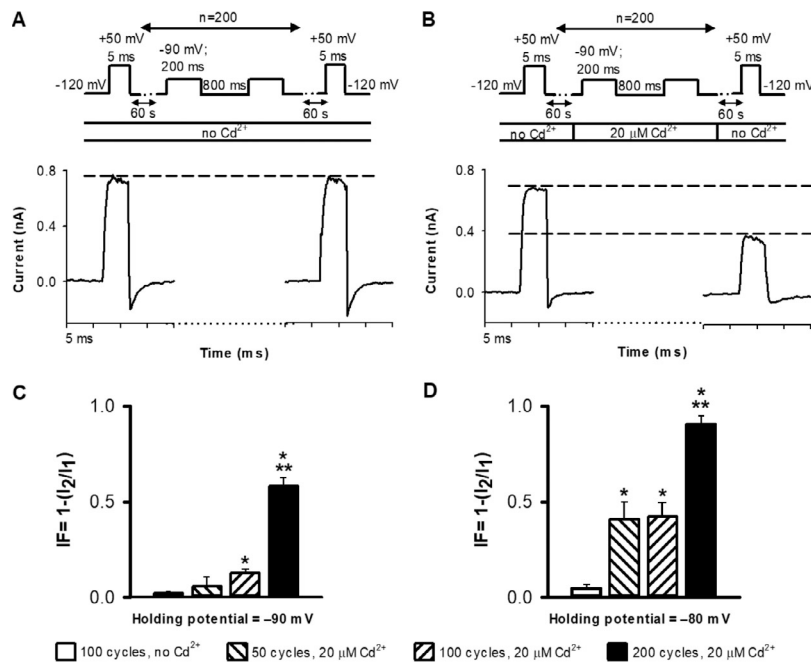 A
n=200
+50 mV
5 ms
-90 mV;
200 ms
+50 mV
5 ms
-120 mV
800 ms
-120 mV
60 s
60 s
no Cd²⁺
0.8
0.4
0.0
Current (nA)
5 ms
Time (ms)
B
n=200
+50 mV
5 ms
-90 mV;
200 ms
+50 mV
5 ms
-120 mV
800 ms
-120 mV
60 s
60 s
no Cd²⁺ 20 μM Cd²⁺ no Cd²⁺
0.8
0.4
0.0
Current (nA)
5 ms
Time (ms)
C
1.0
0.5
0.0
IF= 1-(I₂/I₁)
*
*
**
Holding potential = –90 mV
D
1.0
0.5
0.0
IF= 1-(I₂/I₁)
*
*
*
**
Holding potential = –80 mV
100 cycles, no Cd²⁺ 50 cycles, 20 μM Cd²⁺ 100 cycles, 20 μM Cd²⁺ 200 cycles, 20 μM Cd²⁺